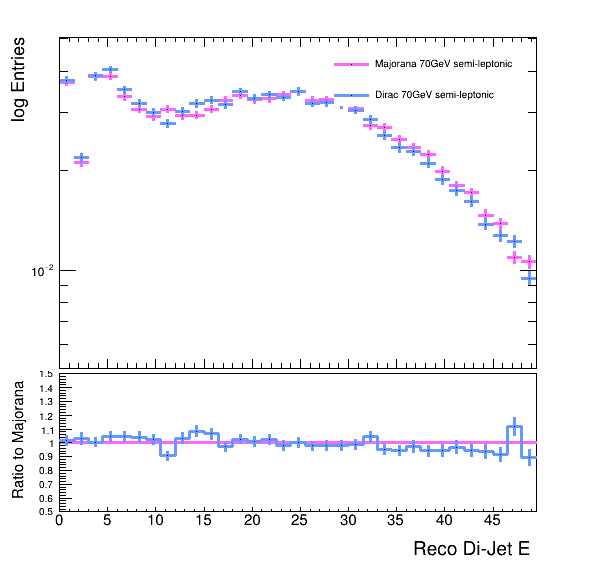 log Entries
Majorana 70GeV semi-leptonic
Dirac 70GeV semi-leptonic
10⁻²
Ratio to Majorana
1.5
1.4
1.3
1.2
1.1
1
0.9
0.8
0.7
0.6
0.5
0 5 10 15 20 25 30 35 40 45
Reco Di-Jet E